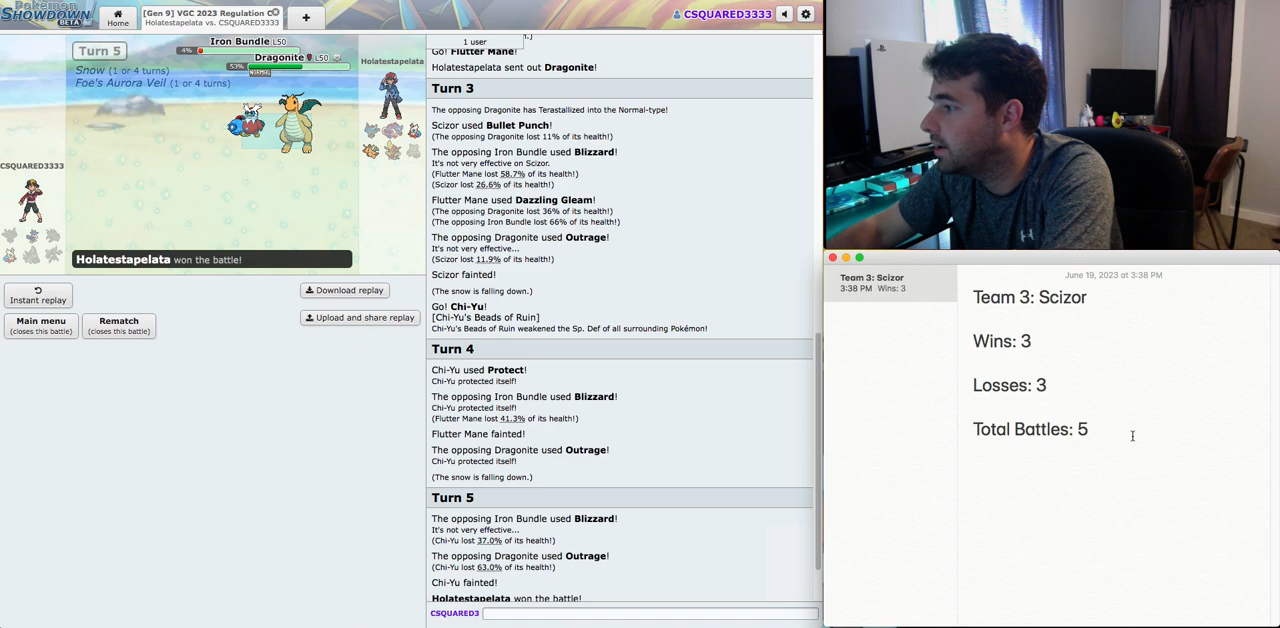 Pokémon
SHOWDOWN
BETA
Home
[Gen 9] VGC 2023 Regulation C
Holatestapelata vs. CSQUARED3333
+
CSQUARED3333
Turn 5
Snow (1 or 4 turns)
Foe's Aurora Veil (1 or 4 turns)
Iron Bundle L50
4%
Dragonite L50
53%
NORMAL
Holatestapelata
CSQUARED3333
Holatestapelata won the battle!
Instant replay
Download replay
Upload and share replay
Main menu
(closes this battle)
Rematch
(closes this battle)
1 user
Go! Flutter Mane!
Holatestapelata sent out Dragonite!
Turn 3
The opposing Dragonite has Terastallized into the Normal-type!
Scizor used Bullet Punch!
(The opposing Dragonite lost 11% of its health!)
The opposing Iron Bundle used Blizzard!
It's not very effective on Scizor.
(Flutter Mane lost 58.7% of its health!)
(Scizor lost 26.6% of its health!)
Flutter Mane used Dazzling Gleam!
(The opposing Dragonite lost 36% of its health!)
(The opposing Iron Bundle lost 66% of its health!)
The opposing Dragonite used Outrage!
It's not very effective...
(Scizor lost 11.9% of its health!)
Scizor fainted!
(The snow is falling down.)
Go! Chi-Yu!
[Chi-Yu's Beads of Ruin]
Chi-Yu's Beads of Ruin weakened the Sp. Def of all surrounding Pokémon!
Turn 4
Chi-Yu used Protect!
Chi-Yu protected itself!
The opposing Iron Bundle used Blizzard!
Chi-Yu protected itself!
(Flutter Mane lost 41.3% of its health!)
Flutter Mane fainted!
The opposing Dragonite used Outrage!
Chi-Yu protected itself!
(The snow is falling down.)
Turn 5
The opposing Iron Bundle used Blizzard!
It's not very effective...
(Chi-Yu lost 37.0% of its health!)
The opposing Dragonite used Outrage!
(Chi-Yu lost 63.0% of its health!)
Chi-Yu fainted!
Holatestapelata won the battle!
CSQUARED3
Team 3: Scizor
3:38 PM Wins: 3
June 19, 2023 at 3:38 PM
Team 3: Scizor
Wins: 3
Losses: 3
Total Battles: 5